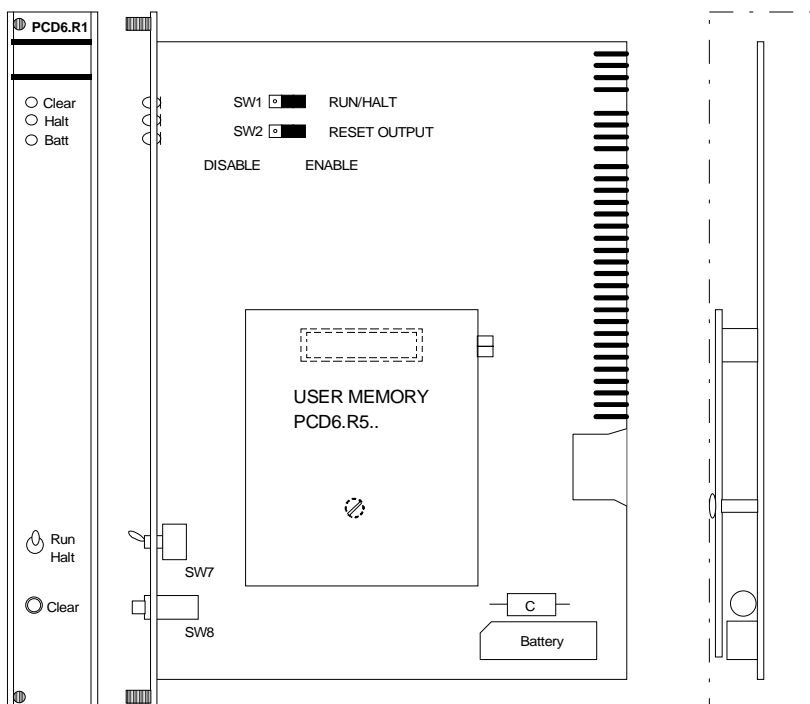 PCD6.R1
Clear
Halt
Batt
Run
Halt
Clear
SW1 RUN/HALT
SW2 RESET OUTPUT
DISABLE ENABLE
USER MEMORY
PCD6.R5..
SW7
SW8
C
Battery